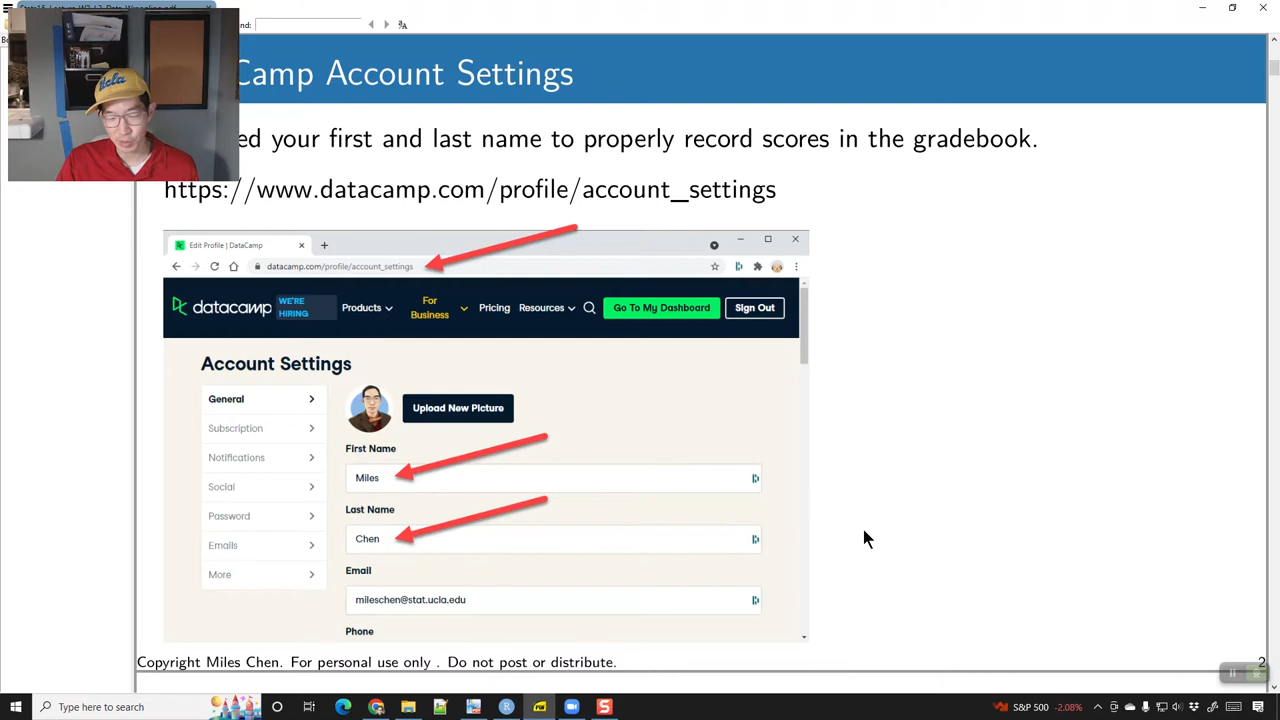 nd:
Camp Account Settings
ed your first and last name to properly record scores in the gradebook.
https://www.datacamp.com/profile/account_settings
Edit Profile | DataCamp
datacamp.com/profile/account_settings
datacamp
WE'RE HIRING
Products
For Business
Pricing
Resources
Go To My Dashboard
Sign Out
Account Settings
General
Subscription
Notifications
Social
Password
Emails
More
Upload New Picture
First Name
Miles
Last Name
Chen
Email
mileschen@stat.ucla.edu
Phone
Copyright Miles Chen. For personal use only . Do not post or distribute.
2
Type here to search
S&P 500 -2.08%